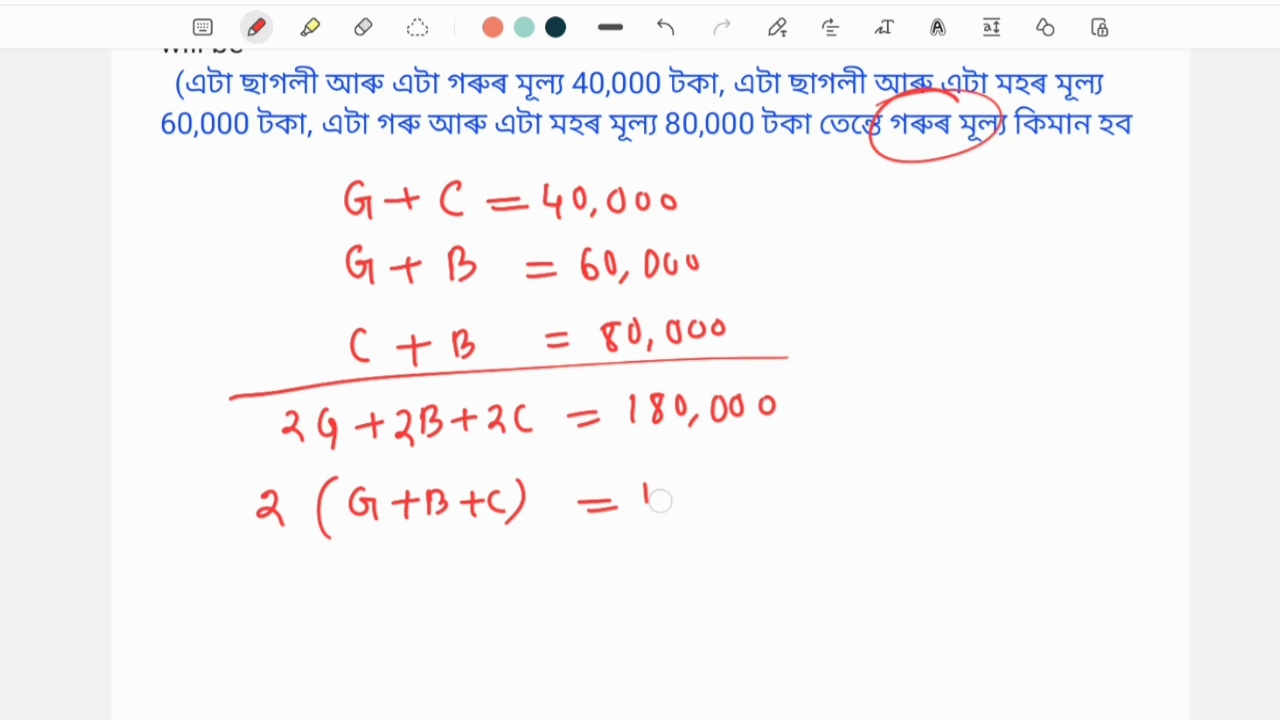 (এটা ছাগলী আৰু এটা গৰুৰ মূল্য 40,000 টকা, এটা ছাগলী আৰু এটা মহৰ মূল্য
60,000 টকা, এটা গৰু আৰু এটা মহৰ মূল্য 80,000 টকা তেন্তে গৰুৰ মূল্য কিমান হব
G + C = 40,000
G + B = 60,000
C + B = 80,000
2G + 2B + 2C = 180,000
2 (G + B + C) = 1